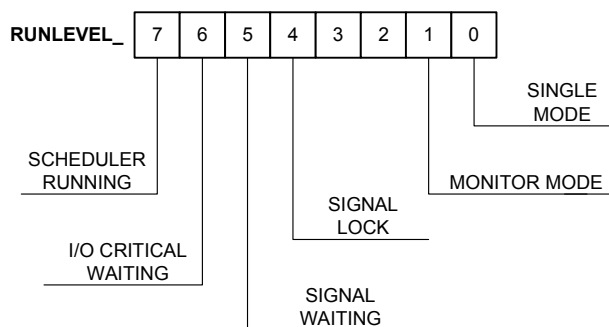 RUNLEVEL_ 7 6 5 4 3 2 1 0
SINGLE
MODE
SCHEDULER
RUNNING
MONITOR MODE
SIGNAL
LOCK
I/O CRITICAL
WAITING
SIGNAL
WAITING